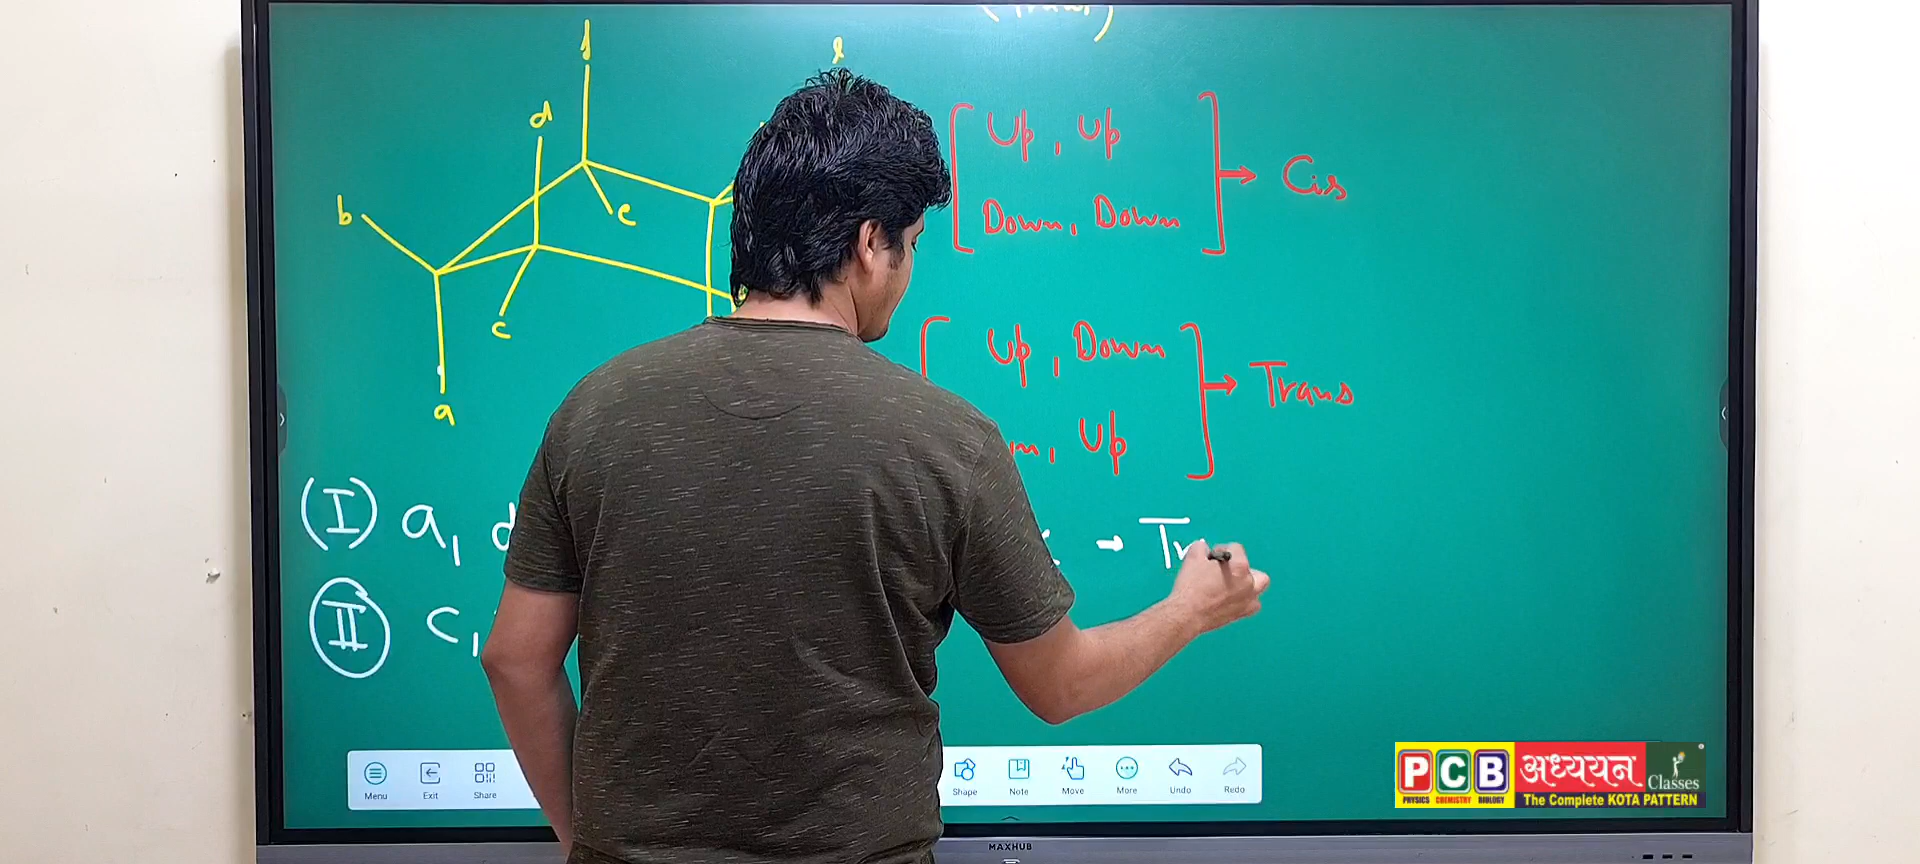 f
d
b
e
c
a
Up, Up
Down, Down
→ Cis
Up, Down
, Up
→ Trans
(I) a, d
→ Tr
(II) c,
Menu
Exit
Share
Shape
Note
Move
More
Undo
Redo
MAXHUB
PCB अध्ययन Classes
PHYSICS CHEMISTRY BIOLOGY
The Complete KOTA PATTERN